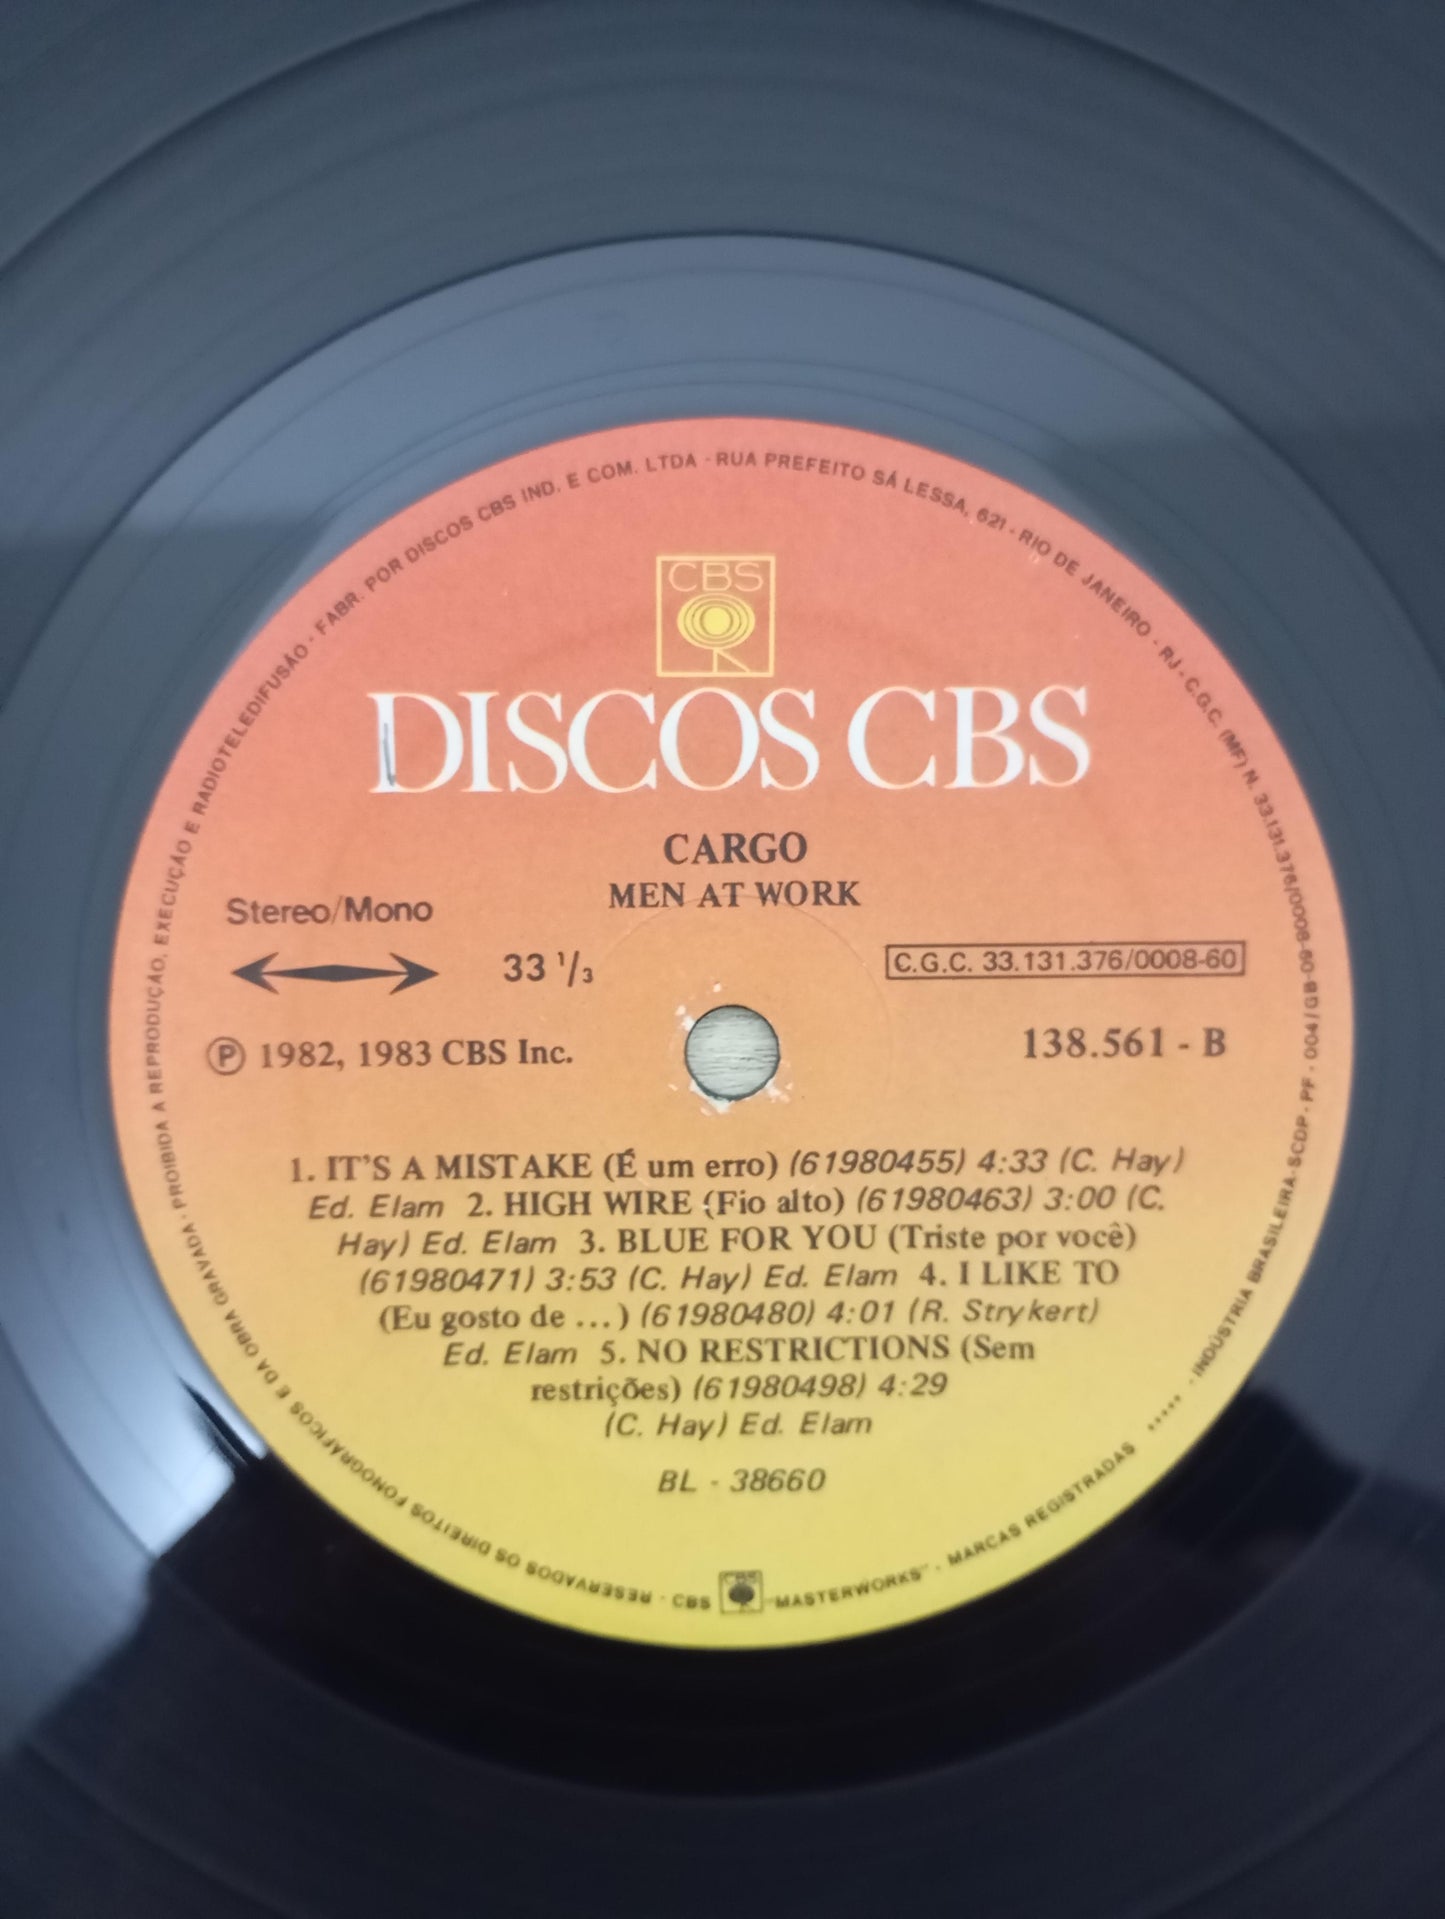 FABR. POR DISCOS CBS IND. E COM. LTDA - RUA PREFEITO SÁ LESSA, 621 - RIO DE JANEIRO - RJ - C.G.C. (MF) N. 33.131.376/0008-60 SCDP - PF - 004/GB - INDÚSTRIA BRASILEIRA
CBS
DISCOS CBS
CARGO
MEN AT WORK
Stereo/Mono
33 1/3
C.G.C. 33.131.376/0008-60
Ⓟ 1982, 1983 CBS Inc.
138.561 - B
1. IT'S A MISTAKE (É um erro) (61980455) 4:33 (C. Hay)
Ed. Elam 2. HIGH WIRE (Fio alto) (61980463) 3:00 (C.
Hay) Ed. Elam 3. BLUE FOR YOU (Triste por você)
(61980471) 3:53 (C. Hay) Ed. Elam 4. I LIKE TO
(Eu gosto de ...) (61980480) 4:01 (R. Strykert)
Ed. Elam 5. NO RESTRICTIONS (Sem
restrições) (61980498) 4:29
(C. Hay) Ed. Elam
BL - 38660
CBS CBS "MASTERWORKS" - MARCAS REGISTRADAS
RESERVADOS OS DIREITOS FONOGRÁFICOS E DA OBRA GRAVADA - PROIBIDA A REPRODUÇÃO, EXECUÇÃO E RADIOTELEDIFUSÃO